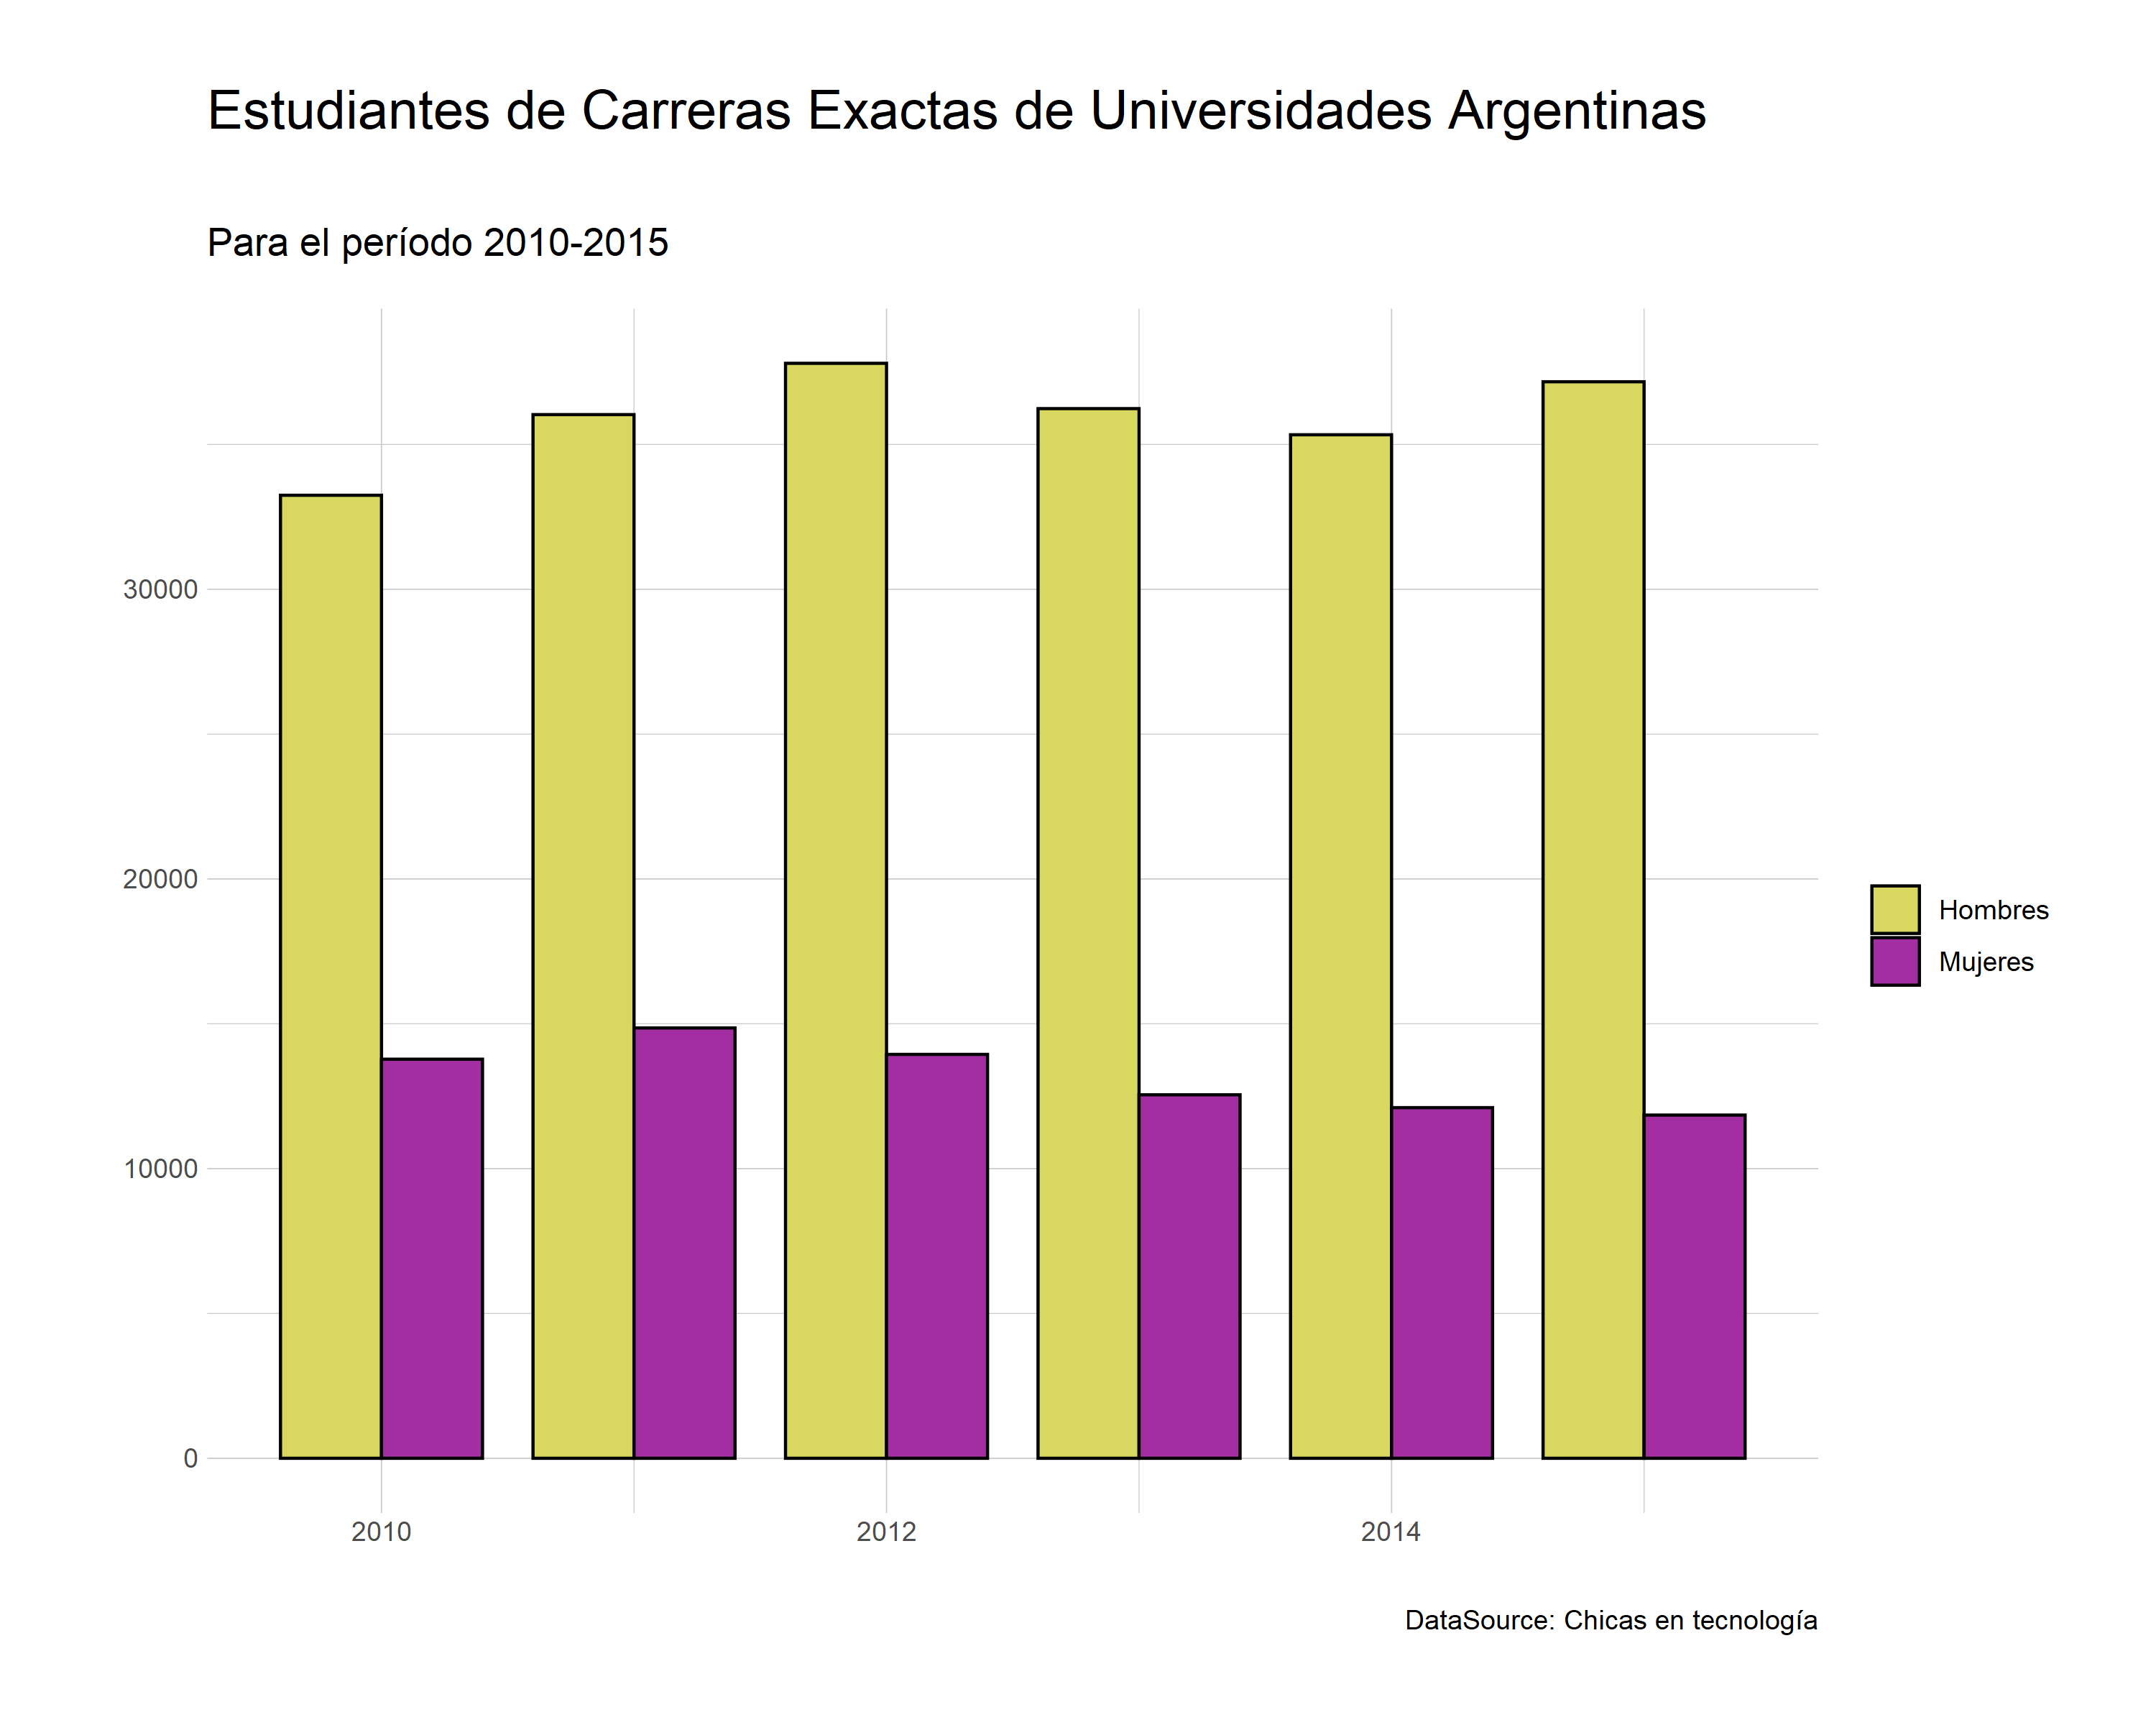 Estudiantes de Carreras Exactas de Universidades Argentinas
Para el período 2010-2015
30000
20000
10000
0
2010 2012 2014
Hombres
Mujeres
DataSource: Chicas en tecnología